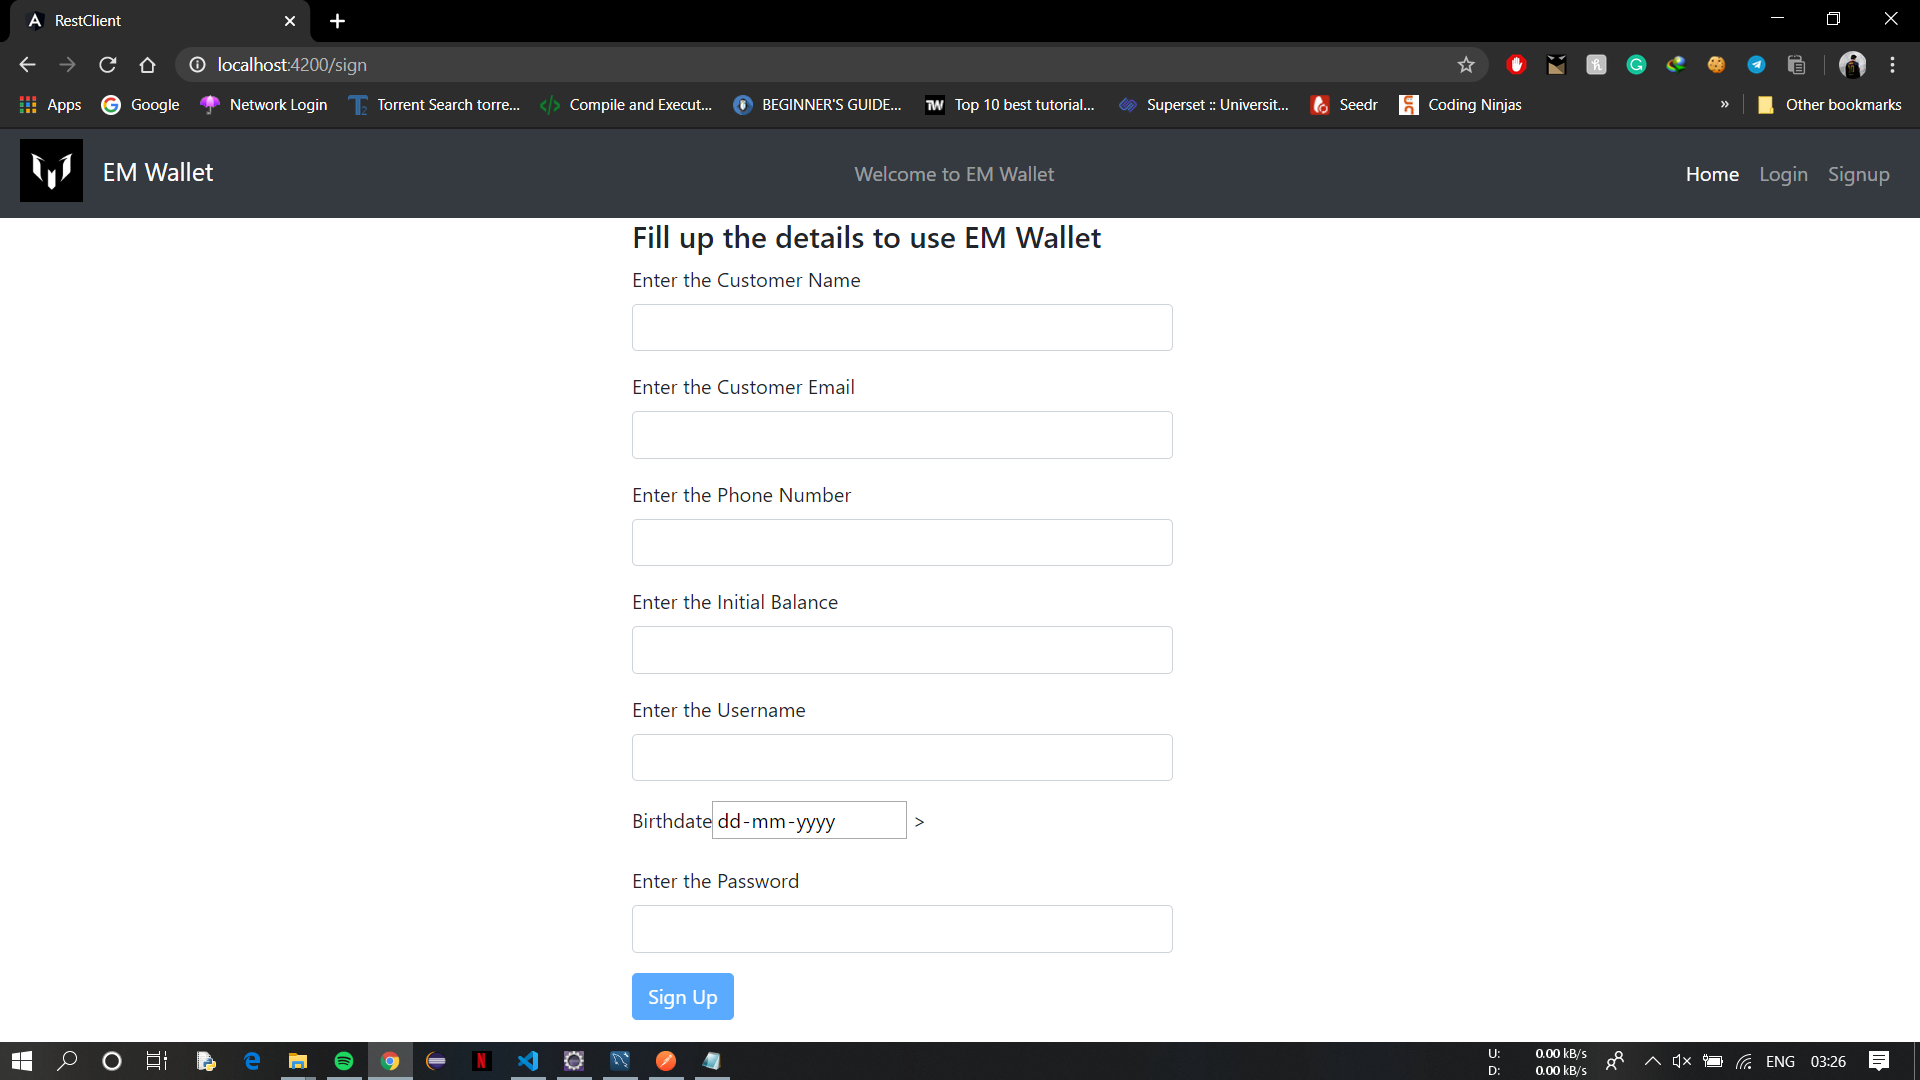 RestClient
localhost:4200/sign
Apps Google Network Login Torrent Search torre... Compile and Execut... BEGINNER'S GUIDE... Top 10 best tutorial... Superset :: Universit... Seedr Coding Ninjas » Other bookmarks
EM Wallet Welcome to EM Wallet Home Login Signup
Fill up the details to use EM Wallet
Enter the Customer Name
Enter the Customer Email
Enter the Phone Number
Enter the Initial Balance
Enter the Username
Birthdate dd-mm-yyyy >
Enter the Password
Sign Up
U: 0.00 kB/s
D: 0.00 kB/s
ENG 03:26